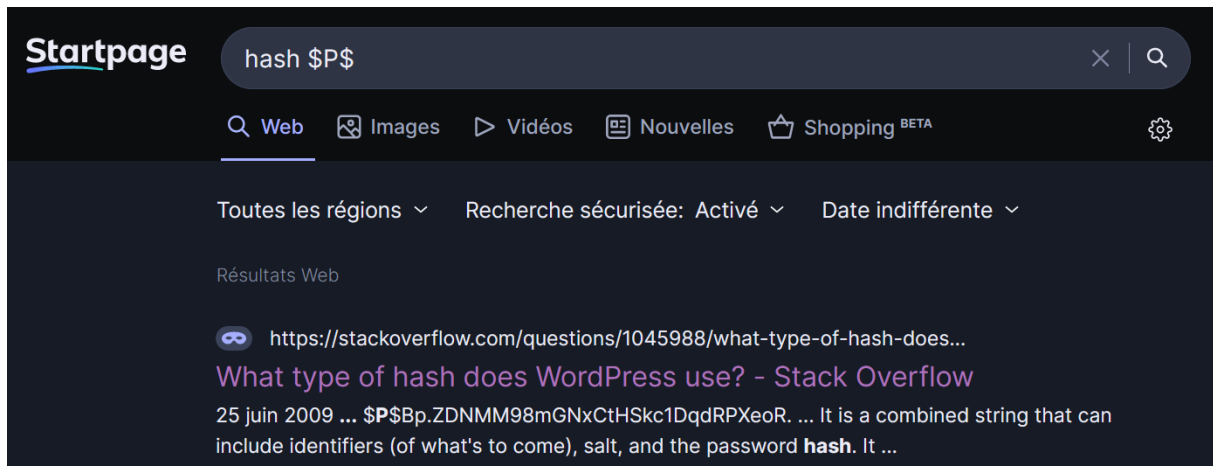 Startpage
hash $P$
Web Images Vidéos Nouvelles Shopping BETA
Toutes les régions Recherche sécurisée: Activé Date indifférente
Résultats Web
https://stackoverflow.com/questions/1045988/what-type-of-hash-does...
What type of hash does WordPress use? - Stack Overflow
25 juin 2009 ... $P$Bp.ZDNMM98mGNxCtHSkc1DqdRPXeoR. ... It is a combined string that can
include identifiers (of what's to come), salt, and the password hash. It ...